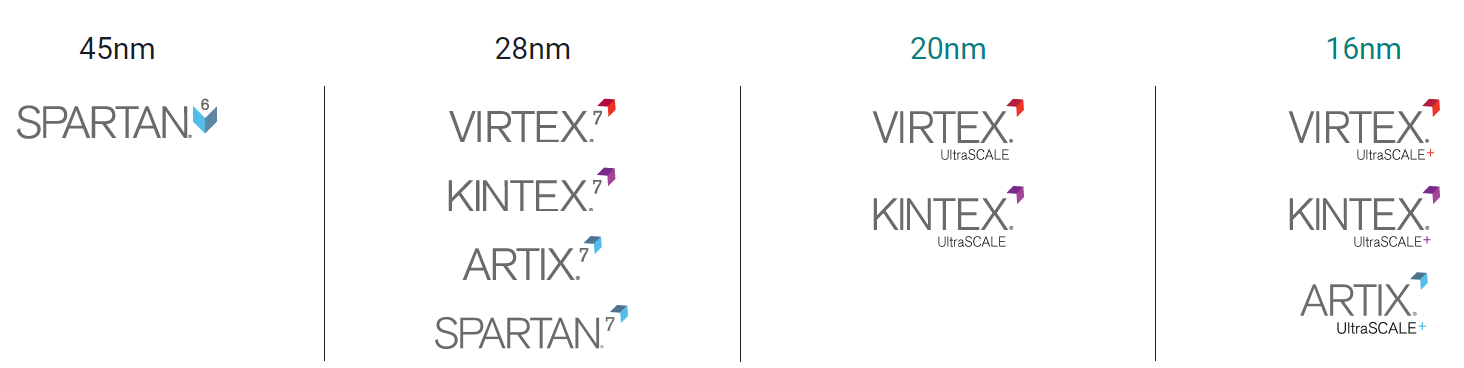 45nm
SPARTAN® 6
28nm
VIRTEX® 7
KINTEX® 7
ARTIX® 7
SPARTAN® 7
20nm
VIRTEX®
UltraSCALE
KINTEX®
UltraSCALE
16nm
VIRTEX®
UltraSCALE+
KINTEX®
UltraSCALE+
ARTIX®
UltraSCALE+